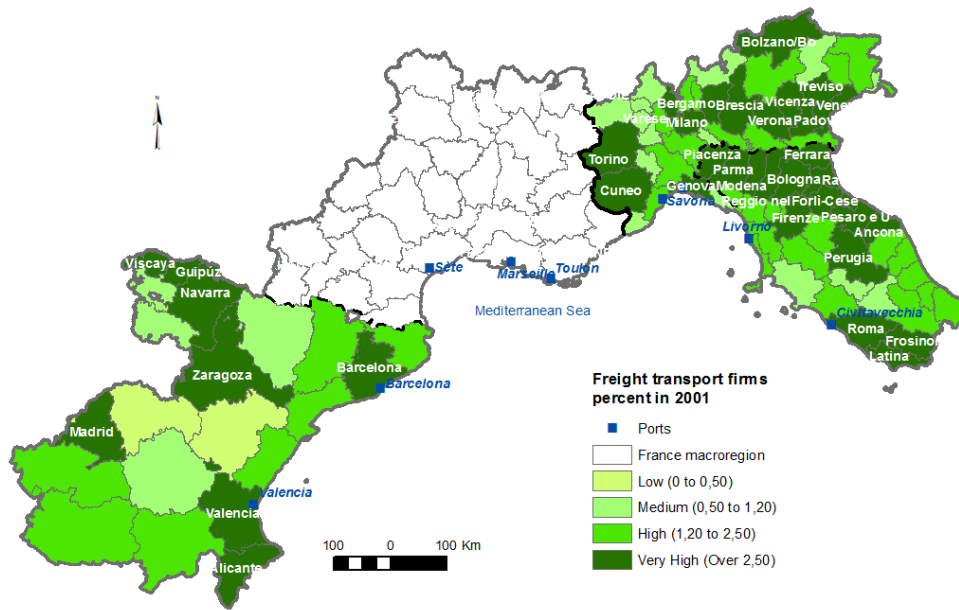 Bolzano/Bo
Treviso
Bergamo
Brescia
Vicenza
Vene
Varese
Milano
Verona
Padov
Torino
Piacenza
Ferrara
Parma
Bologna
Ra
Cuneo
Genova
Modena
Savona
Reggio nel
Forli-Cese
Livorno
Firenze
Pesaro e U
Ancona
Perugia
Viscaya
Guipúz
Sète
Marseille
Toulon
Navarra
Mediterranean Sea
Civitavecchia
Roma
Frosinon
Latina
Zaragoza
Barcelona
Barcelona
Madrid
Valencia
Valencia
Alicante
Freight transport firms
percent in 2001
Ports
France macroregion
Low (0 to 0,50)
Medium (0,50 to 1,20)
High (1,20 to 2,50)
Very High (Over 2,50)
100 0 100 Km